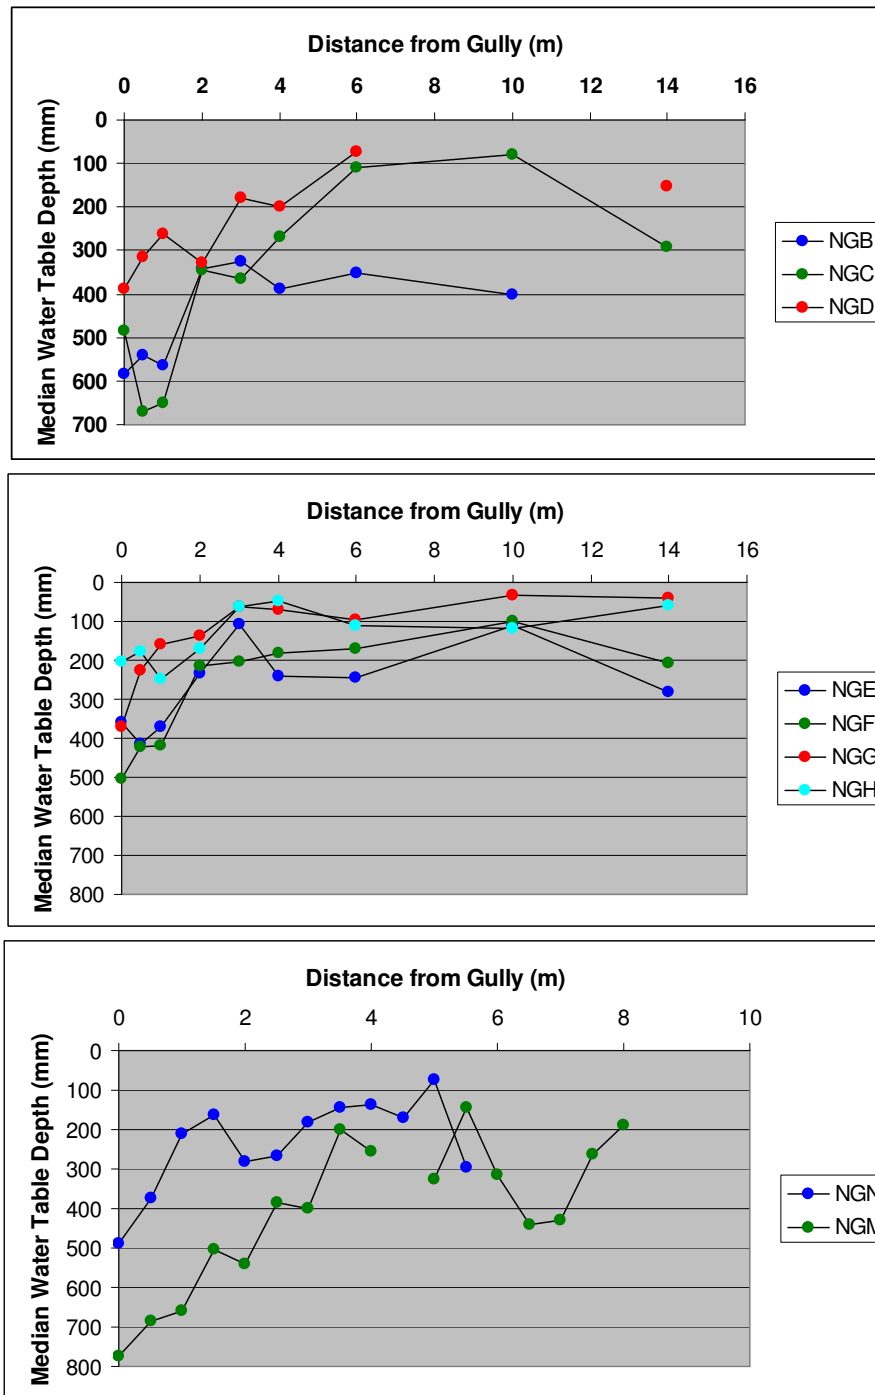 Distance from Gully (m)
0 2 4 6 8 10 12 14 16
Median Water Table Depth (mm)
0
100
200
300
400
500
600
700
NGB
NGC
NGD
Distance from Gully (m)
0 2 4 6 8 10 12 14 16
Median Water Table Depth (mm)
0
100
200
300
400
500
600
700
800
NGE
NGF
NGG
NGH
Distance from Gully (m)
0 2 4 6 8 10
Median Water Table Depth (mm)
0
100
200
300
400
500
600
700
800
NGN
NGM